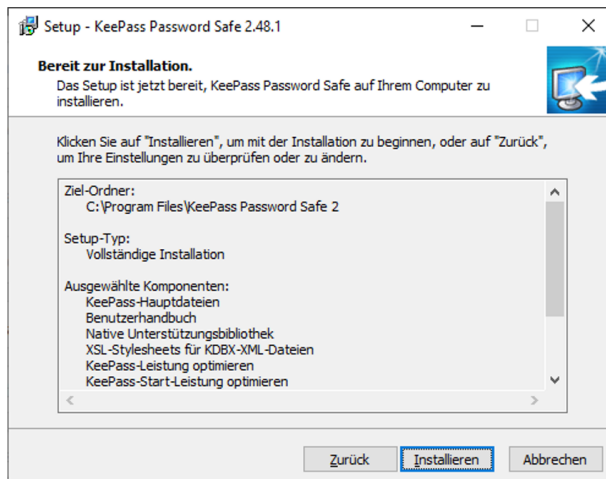 Setup - KeePass Password Safe 2.48.1
Bereit zur Installation.
Das Setup ist jetzt bereit, KeePass Password Safe auf Ihrem Computer zu
installieren.
Klicken Sie auf "Installieren", um mit der Installation zu beginnen, oder auf "Zurück",
um Ihre Einstellungen zu überprüfen oder zu ändern.
Ziel-Ordner:
C:\Program Files\KeePass Password Safe 2
Setup-Typ:
Vollständige Installation
Ausgewählte Komponenten:
KeePass-Hauptdateien
Benutzerhandbuch
Native Unterstützungsbibliothek
XSL-Stylesheets für KDBX-XML-Dateien
KeePass-Leistung optimieren
KeePass-Start-Leistung optimieren
Zurück Installieren Abbrechen